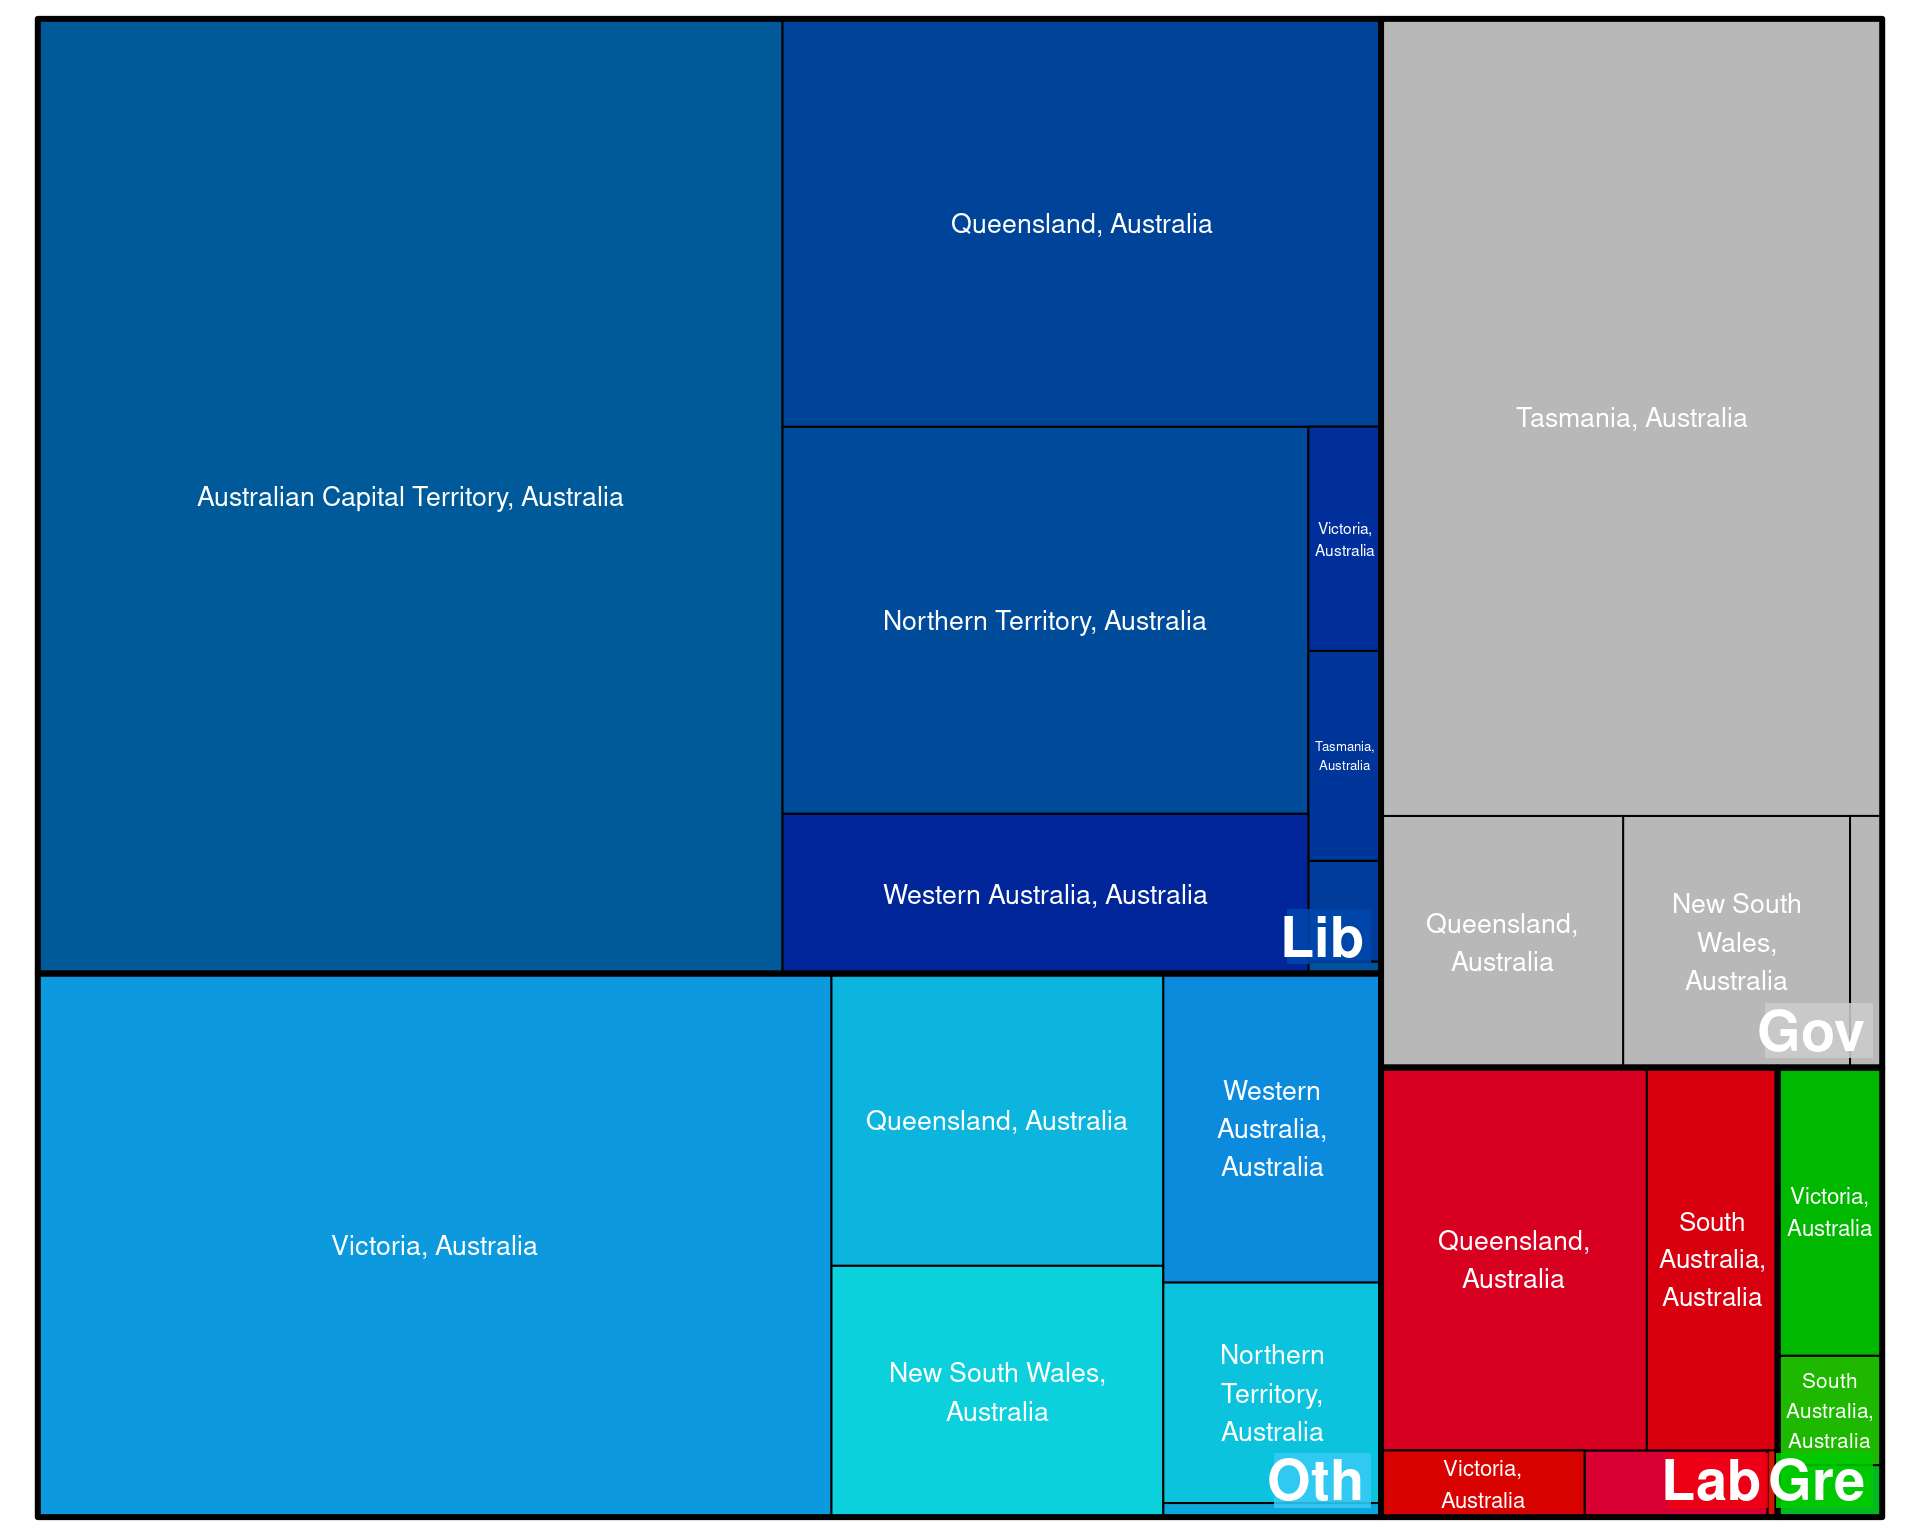 Australian Capital Territory, Australia
Queensland, Australia
Northern Territory, Australia
Victoria,
Australia
Tasmania,
Australia
Western Australia, Australia
Lib
Tasmania, Australia
Queensland,
Australia
New South
Wales,
Australia
Gov
Victoria, Australia
Queensland, Australia
New South Wales,
Australia
Western
Australia,
Australia
Northern
Territory,
Australia
Oth
Queensland,
Australia
South
Australia,
Australia
Victoria,
Australia
Lab
Victoria,
Australia
South
Australia,
Australia
Gre